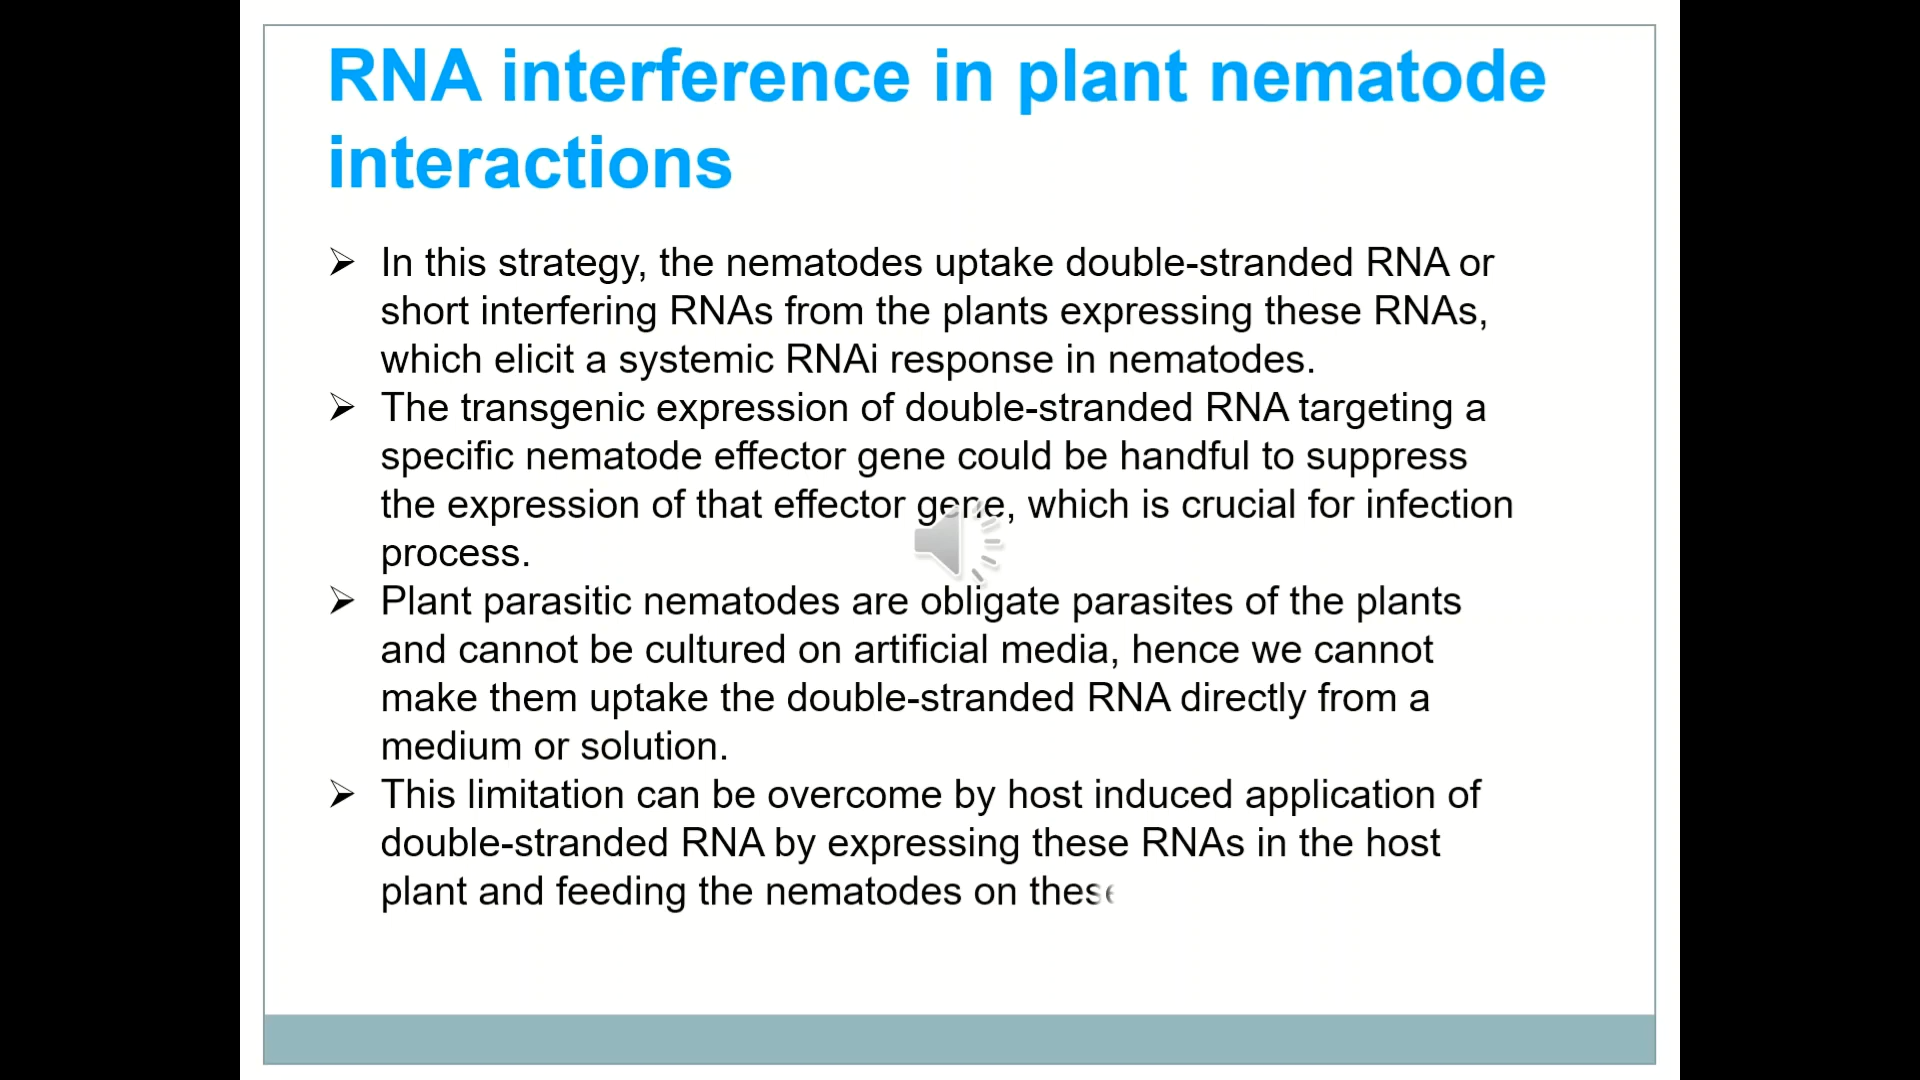 RNA interference in plant nematode
interactions
➢ In this strategy, the nematodes uptake double-stranded RNA or
short interfering RNAs from the plants expressing these RNAs,
which elicit a systemic RNAi response in nematodes.
➢ The transgenic expression of double-stranded RNA targeting a
specific nematode effector gene could be handful to suppress
the expression of that effector gene, which is crucial for infection
process.
➢ Plant parasitic nematodes are obligate parasites of the plants
and cannot be cultured on artificial media, hence we cannot
make them uptake the double-stranded RNA directly from a
medium or solution.
➢ This limitation can be overcome by host induced application of
double-stranded RNA by expressing these RNAs in the host
plant and feeding the nematodes on these